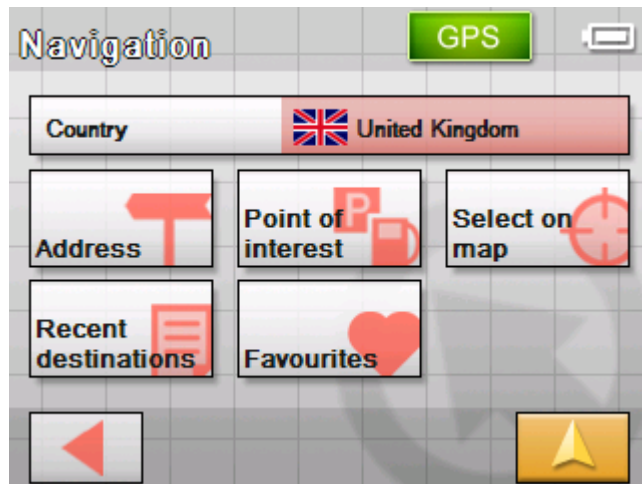 Navigation
GPS
Country
United Kingdom
Address
Point of
interest
P
Select on
map
Recent
destinations
Favourites